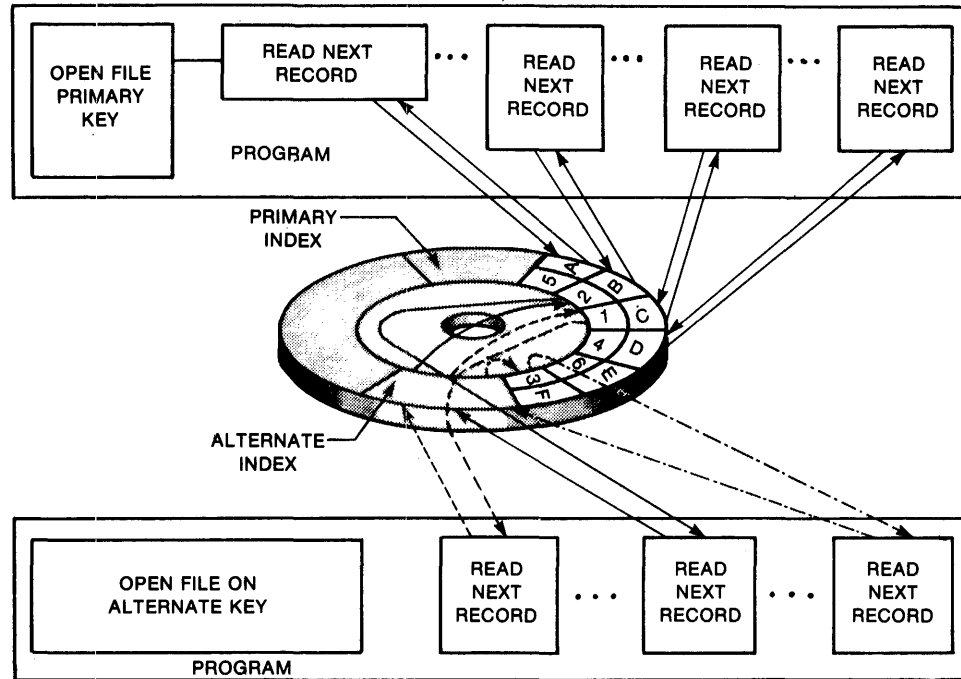 OPEN FILE
PRIMARY
KEY
READ NEXT
RECORD
• • •
READ
NEXT
RECORD
• • •
READ
NEXT
RECORD
• • •
READ
NEXT
RECORD
PROGRAM
PRIMARY
INDEX
A
B
C
D
E
F
5
2
1
4
6
3
ALTERNATE
INDEX
OPEN FILE ON
ALTERNATE KEY
READ
NEXT
RECORD
• • •
READ
NEXT
RECORD
• • •
READ
NEXT
RECORD
PROGRAM